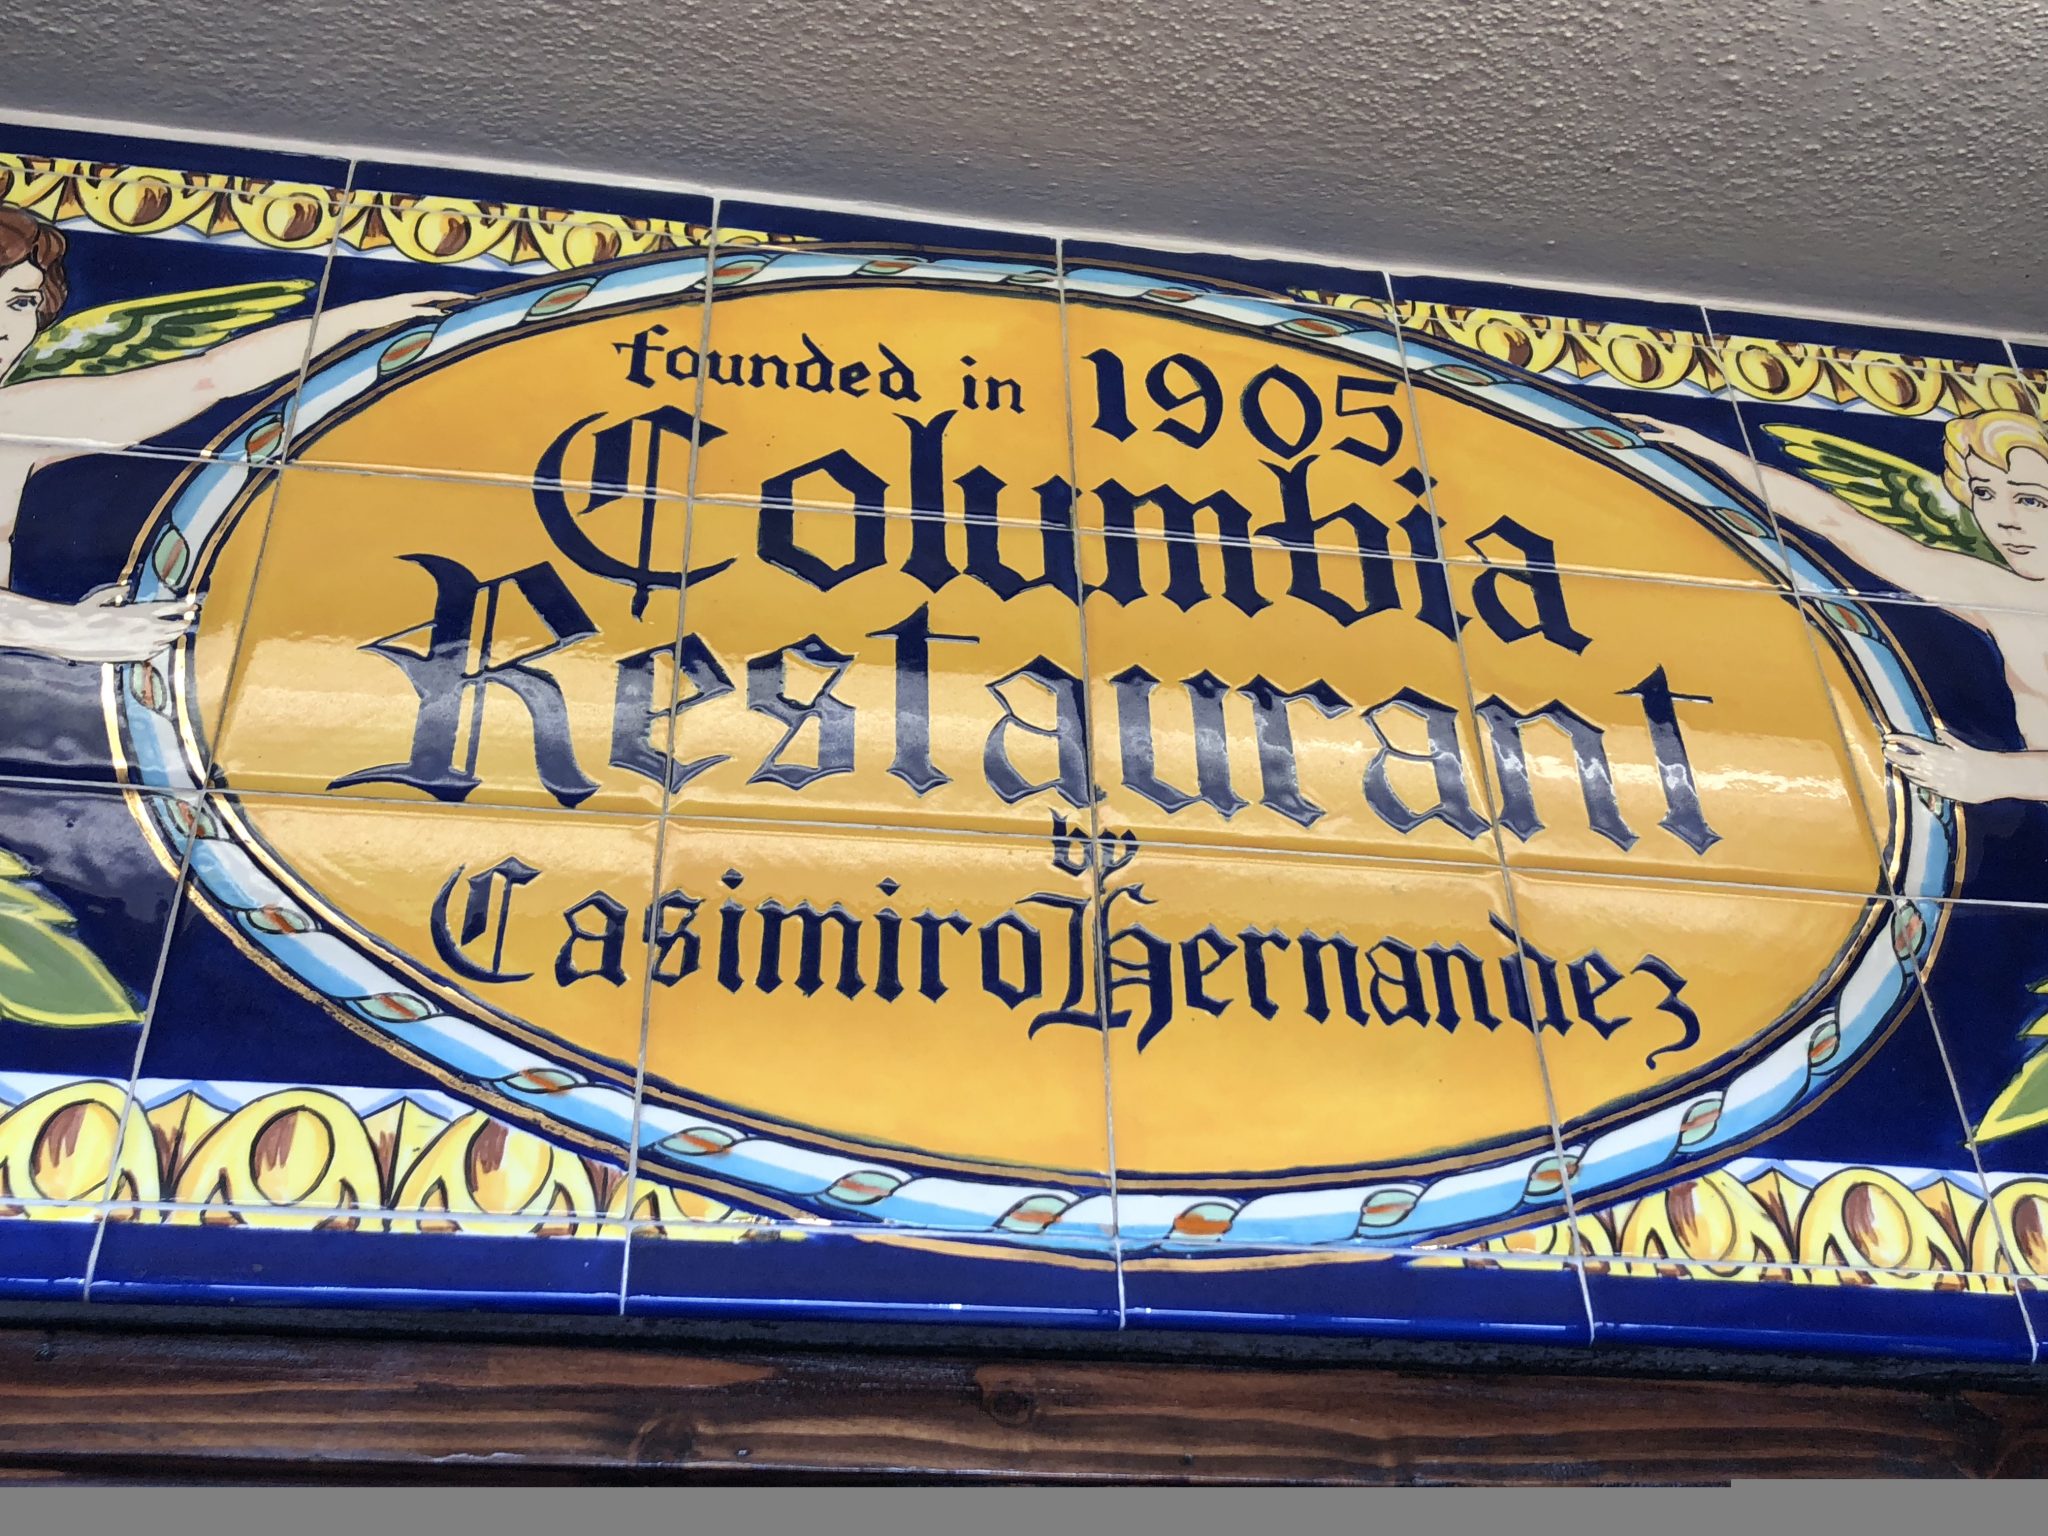 founded in 1905
Columbia
Restaurant
by
Casimiro Hernandez